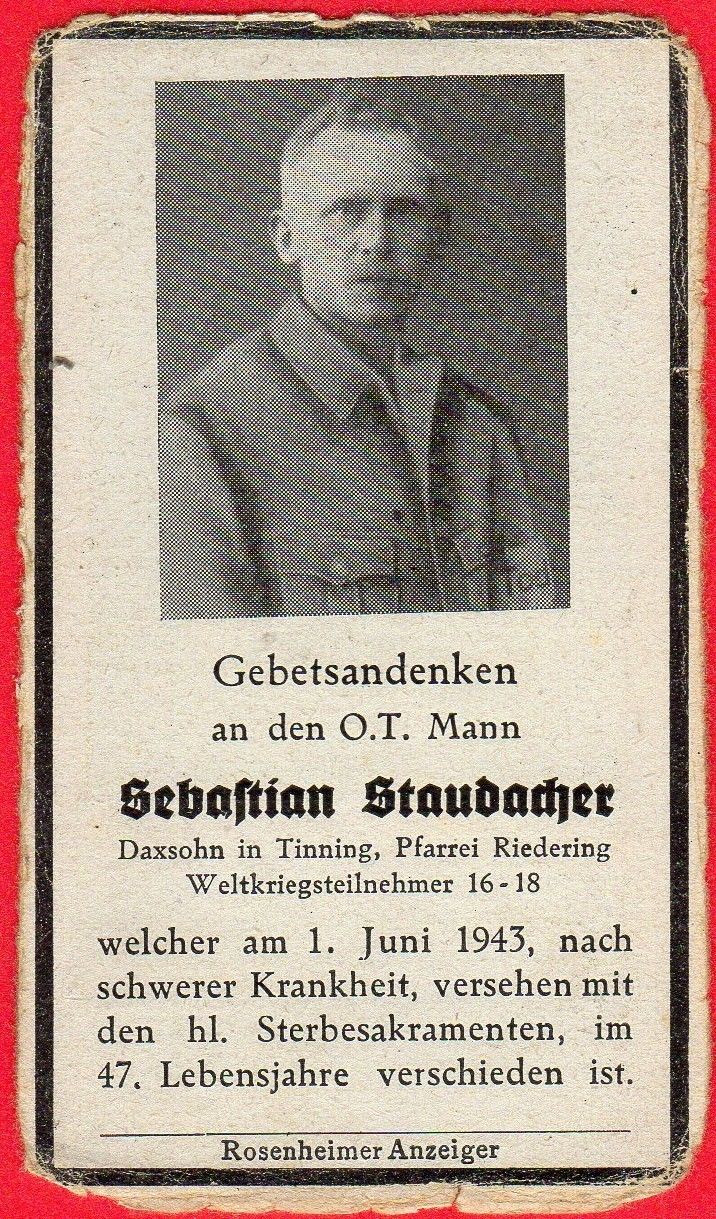 Gebetsandenken
an den O.T. Mann
Sebaſtian Staudacher
Daxsohn in Tinning, Pfarrei Riedering
Weltkriegsteilnehmer 16-18
welcher am 1. Juni 1943, nach
schwerer Krankheit, versehen mit
den hl. Sterbesakramenten, im
47. Lebensjahre verschieden ist.
Rosenheimer Anzeiger